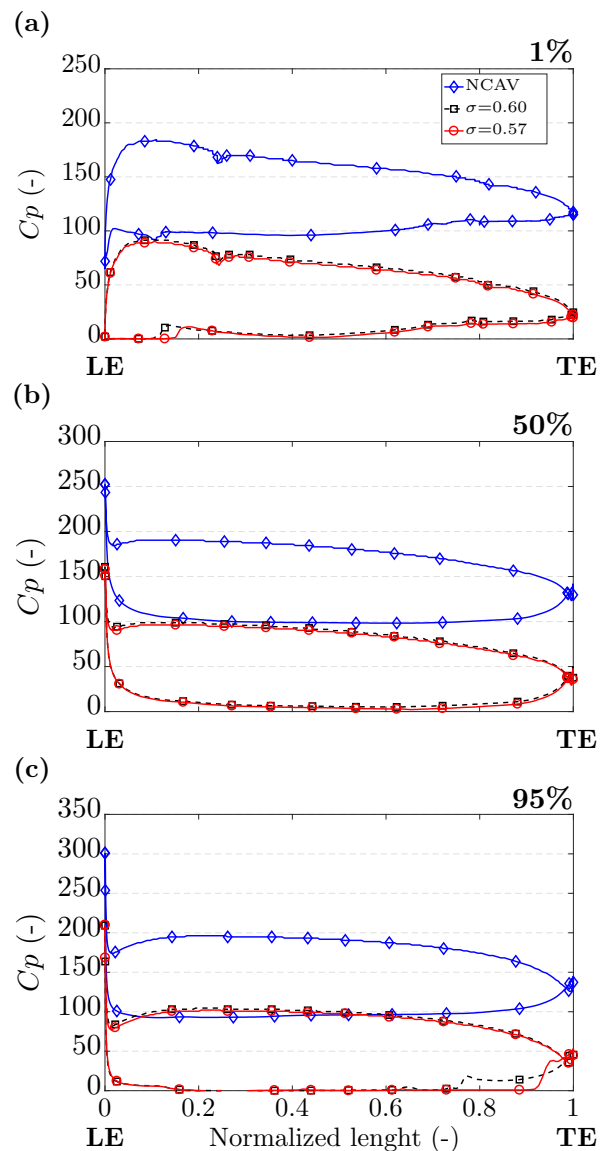 (a)
1%
250
200
150
100
50
0
Cp (-)
NCAV
σ=0.60
σ=0.57
LE TE
(b)
50%
300
250
200
150
100
50
0
Cp (-)
LE TE
(c)
95%
350
300
250
200
150
100
50
0
Cp (-)
0 0.2 0.4 0.6 0.8 1
LE Normalized lenght (-) TE